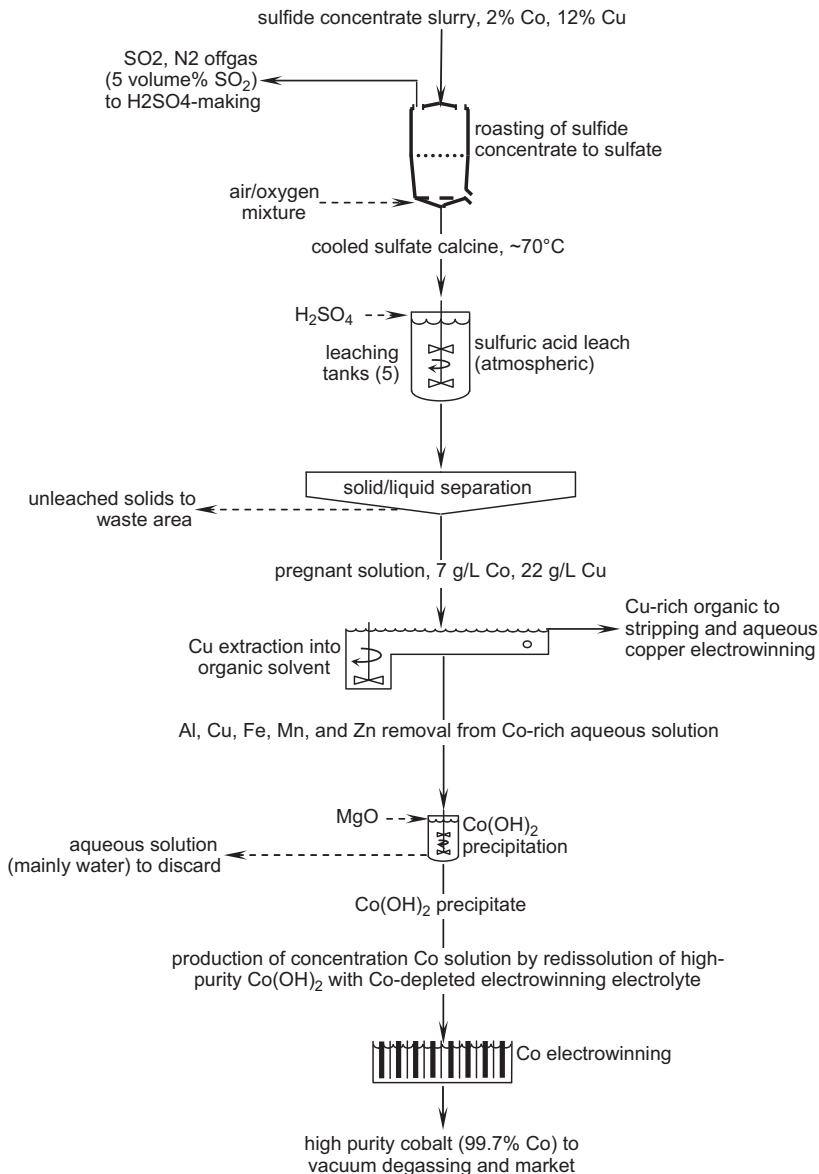 sulfide concentrate slurry, 2% Co, 12% Cu
SO2, N2 offgas
(5 volume% SO₂)
to H2SO4-making
roasting of sulfide
concentrate to sulfate
air/oxygen
mixture
cooled sulfate calcine, ~70°C
H₂SO₄
leaching
tanks (5)
sulfuric acid leach
(atmospheric)
solid/liquid separation
unleached solids to
waste area
pregnant solution, 7 g/L Co, 22 g/L Cu
Cu extraction into
organic solvent
Cu-rich organic to
stripping and aqueous
copper electrowinning
Al, Cu, Fe, Mn, and Zn removal from Co-rich aqueous solution
MgO
Co(OH)₂
precipitation
aqueous solution
(mainly water) to discard
Co(OH)₂ precipitate
production of concentration Co solution by redissolution of high-
purity Co(OH)₂ with Co-depleted electrowinning electrolyte
Co electrowinning
high purity cobalt (99.7% Co) to
vacuum degassing and market